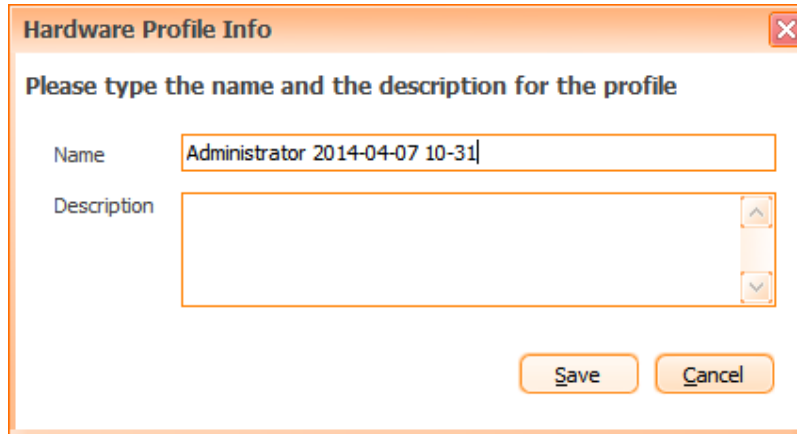 Hardware Profile Info
Please type the name and the description for the profile
Name
Administrator 2014-04-07 10-31
Description
Save Cancel